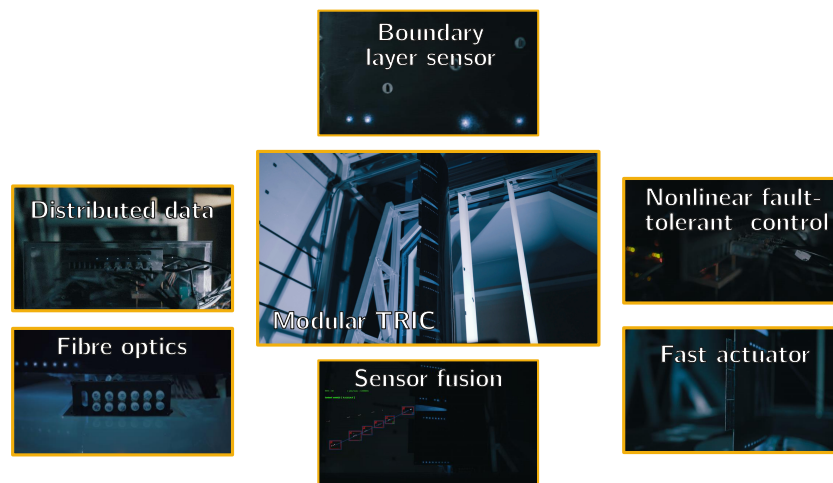 Boundary
layer sensor
Distributed data
Modular TRIC
Nonlinear fault-
tolerant control
Fibre optics
Sensor fusion
Fast actuator